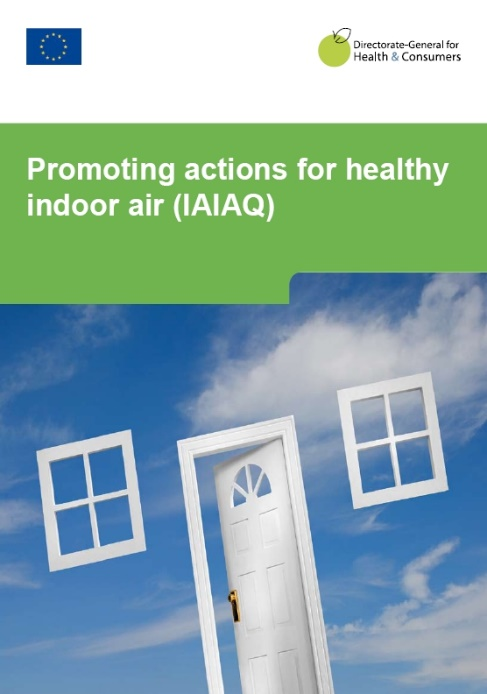 Directorate-General for
Health & Consumers
Promoting actions for healthy
indoor air (IAIAQ)